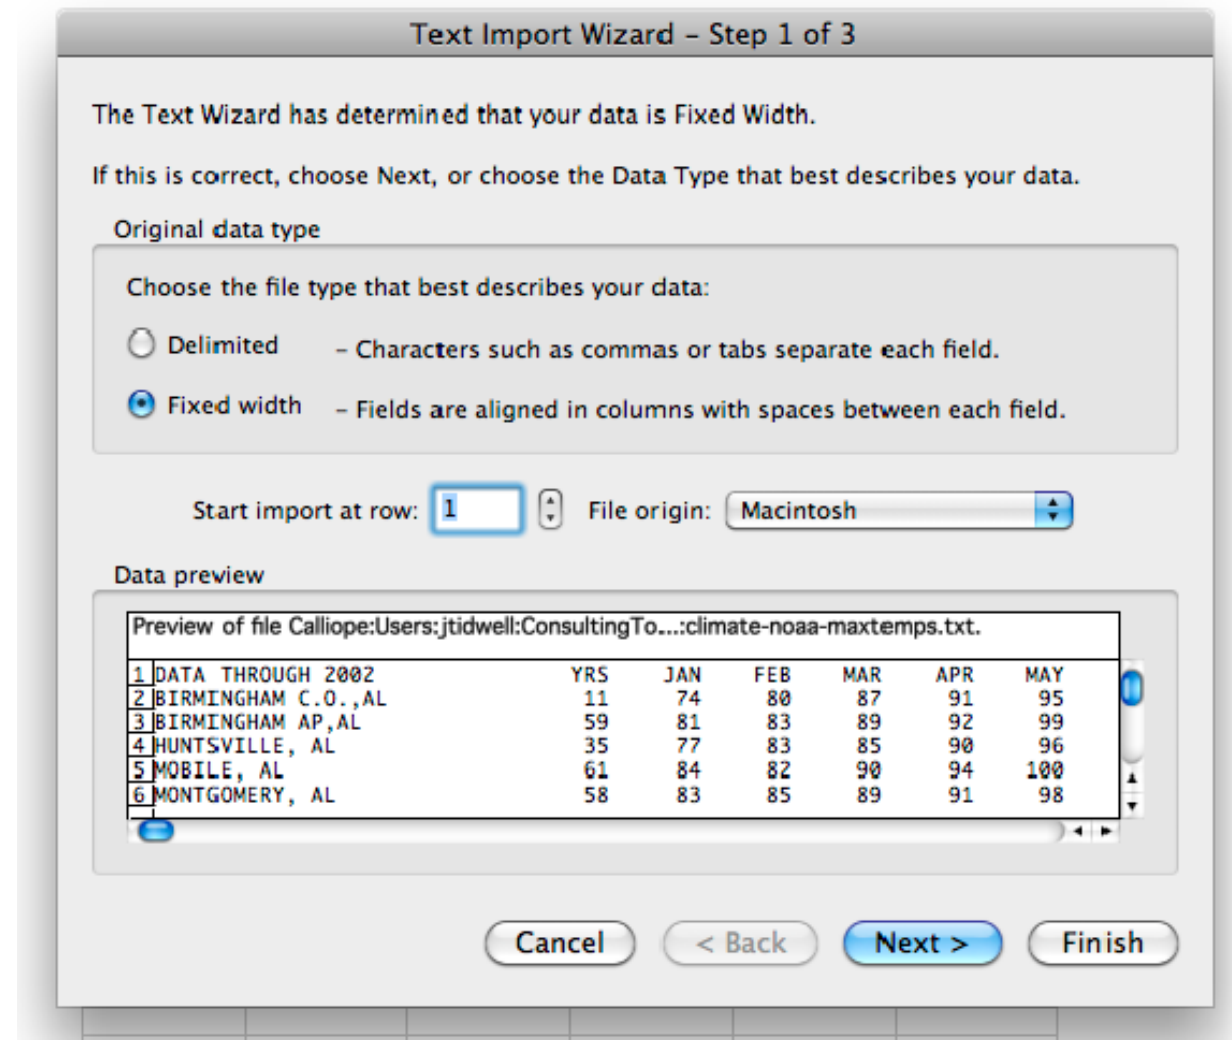 Text Import Wizard – Step 1 of 3
The Text Wizard has determined that your data is Fixed Width.
If this is correct, choose Next, or choose the Data Type that best describes your data.
Original data type
Choose the file type that best describes your data:
Delimited – Characters such as commas or tabs separate each field.
Fixed width – Fields are aligned in columns with spaces between each field.
Start import at row: 1 File origin: Macintosh
Data preview
Preview of file Calliope:Users:jtidwell:ConsultingTo...:climate-noaa-maxtemps.txt.
1 DATA THROUGH 2002 YRS JAN FEB MAR APR MAY
2 BIRMINGHAM C.O.,AL 11 74 80 87 91 95
3 BIRMINGHAM AP,AL 59 81 83 89 92 99
4 HUNTSVILLE, AL 35 77 83 85 90 96
5 MOBILE, AL 61 84 82 90 94 100
6 MONTGOMERY, AL 58 83 85 89 91 98
Cancel < Back Next > Finish